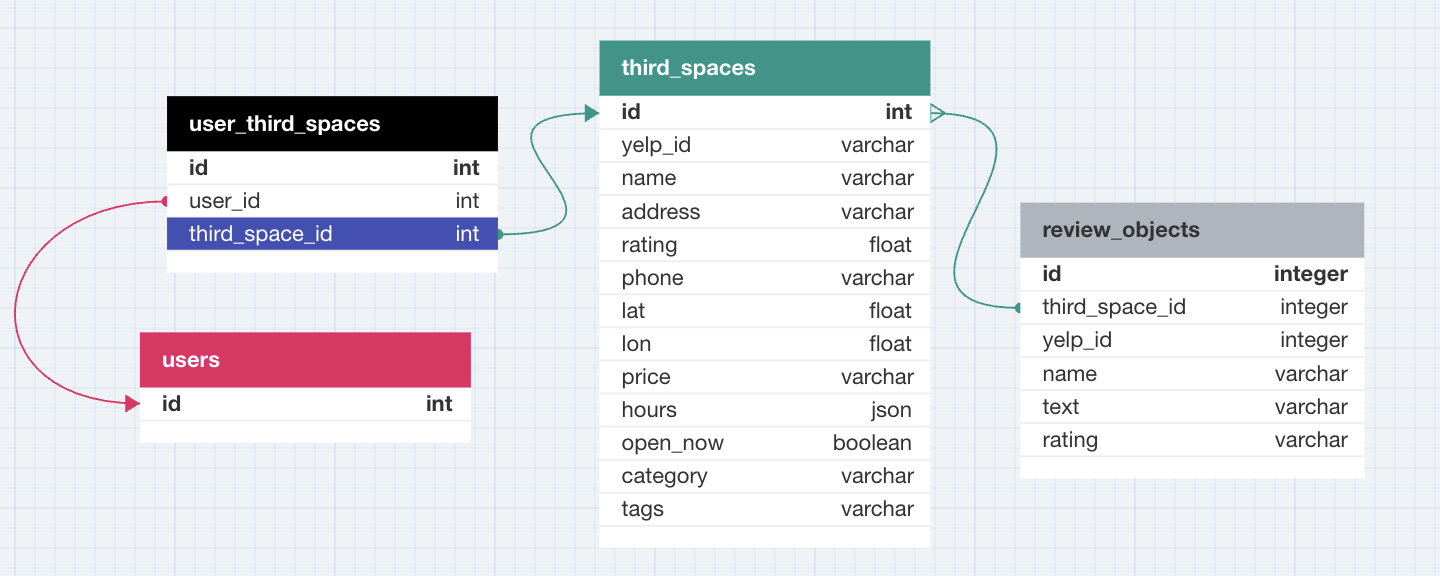 user_third_spaces
id int
user_id int
third_space_id int
users
id int
third_spaces
id int
yelp_id varchar
name varchar
address varchar
rating float
phone varchar
lat float
lon float
price varchar
hours json
open_now boolean
category varchar
tags varchar
review_objects
id integer
third_space_id integer
yelp_id integer
name varchar
text varchar
rating varchar